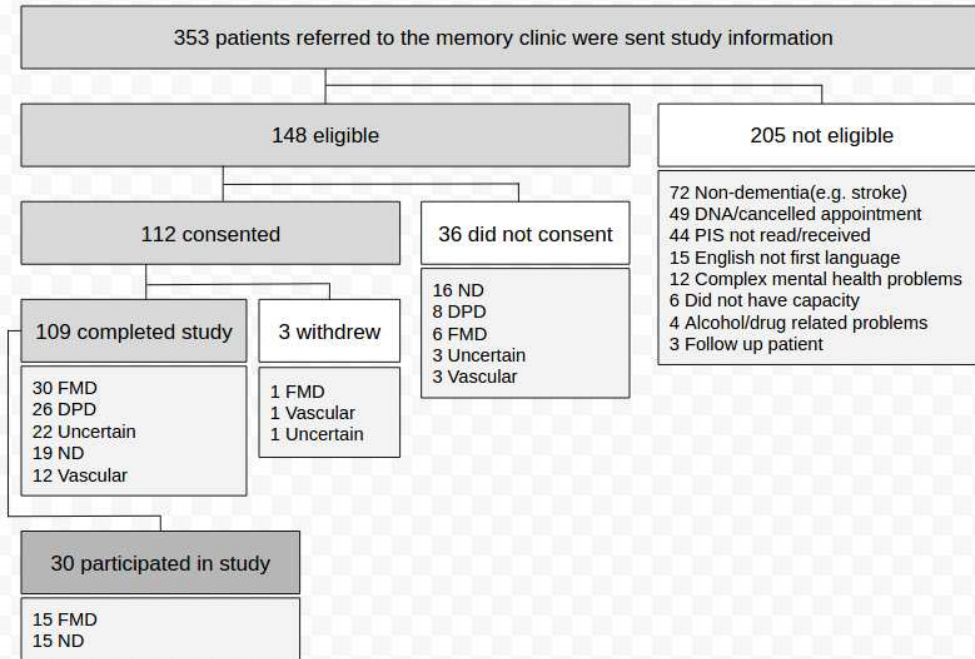 353 patients referred to the memory clinic were sent study information
148 eligible
205 not eligible
72 Non-dementia(e.g. stroke)
49 DNA/cancelled appointment
44 PIS not read/received
15 English not first language
12 Complex mental health problems
6 Did not have capacity
4 Alcohol/drug related problems
3 Follow up patient
112 consented
36 did not consent
16 ND
8 DPD
6 FMD
3 Uncertain
3 Vascular
109 completed study
3 withdrew
30 FMD
26 DPD
22 Uncertain
19 ND
12 Vascular
1 FMD
1 Vascular
1 Uncertain
30 participated in study
15 FMD
15 ND